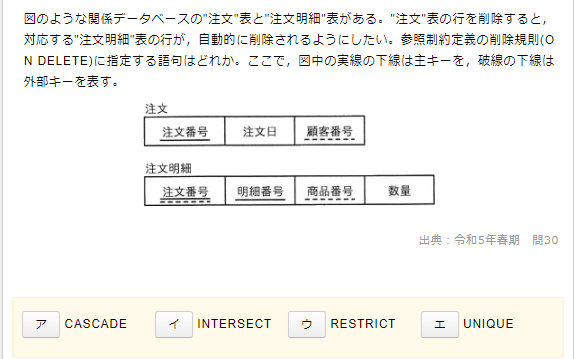 図のような関係データベースの"注文"表と"注文明細"表がある。"注文"表の行を削除すると，
対応する"注文明細"表の行が，自動的に削除されるようにしたい。参照制約定義の削除規則(O
N DELETE)に指定する語句はどれか。ここで，図中の実線の下線は主キーを，破線の下線は
外部キーを表す。
注文
注文番号 注文日 顧客番号
注文明細
注文番号 明細番号 商品番号 数量
出典：令和5年春期　問30
ア CASCADE イ INTERSECT ウ RESTRICT エ UNIQUE